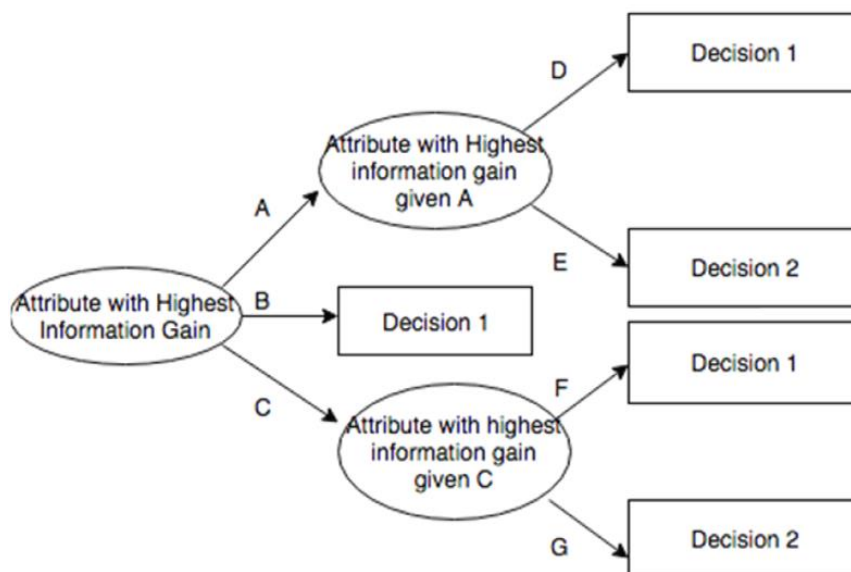 D
Decision 1
Attribute with Highest
information gain
given A
A
E
Decision 2
Attribute with Highest
Information Gain
B
Decision 1
C
Attribute with highest
information gain
given C
F
Decision 1
G
Decision 2